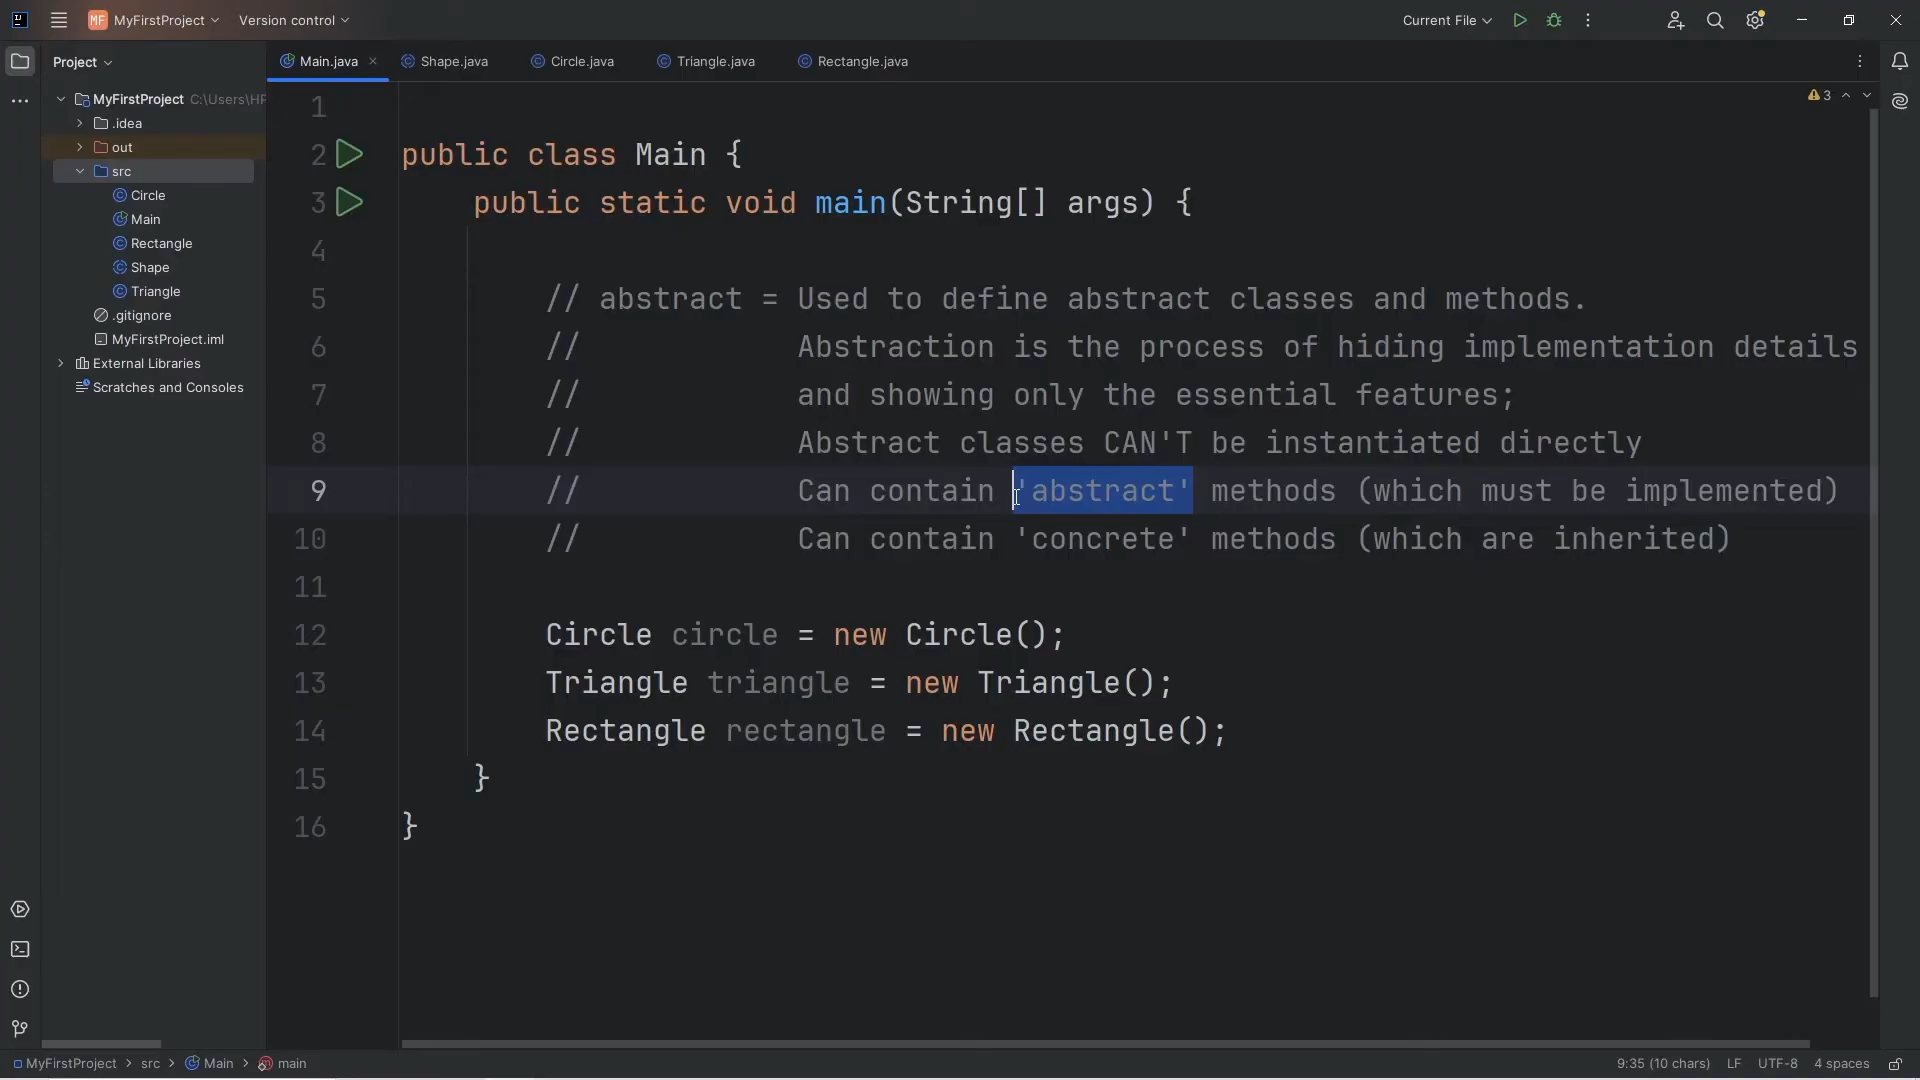 MF MyFirstProject Version control Current File
Project
Main.java Shape.java Circle.java Triangle.java Rectangle.java
MyFirstProject C:\Users\HP
.idea
out
src
Circle
Main
Rectangle
Shape
Triangle
.gitignore
MyFirstProject.iml
External Libraries
Scratches and Consoles
3
1
2 public class Main {
3 public static void main(String[] args) {
4
5 // abstract = Used to define abstract classes and methods.
6 // Abstraction is the process of hiding implementation details
7 // and showing only the essential features;
8 // Abstract classes CAN'T be instantiated directly
9 // Can contain 'abstract' methods (which must be implemented)
10 // Can contain 'concrete' methods (which are inherited)
11
12 Circle circle = new Circle();
13 Triangle triangle = new Triangle();
14 Rectangle rectangle = new Rectangle();
15 }
16 }
MyFirstProject > src > Main > main 9:35 (10 chars) LF UTF-8 4 spaces